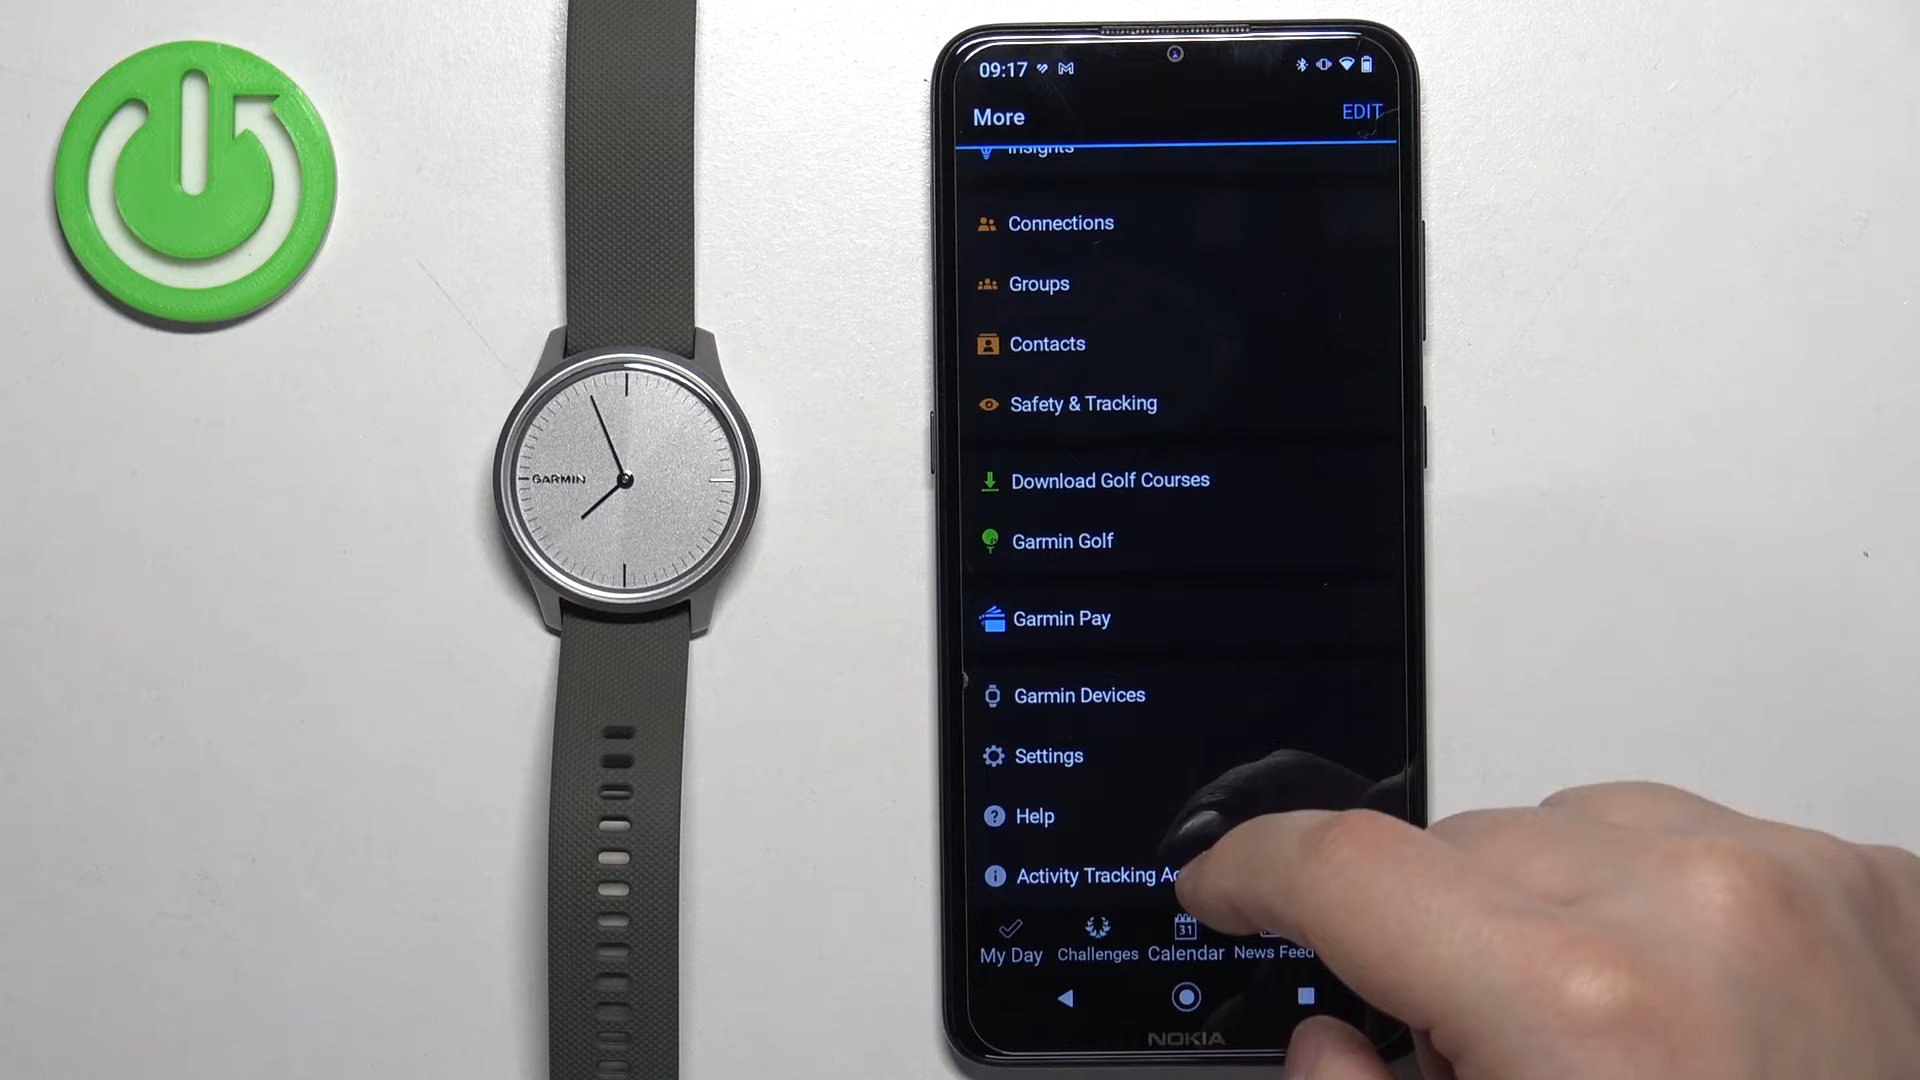 09:17
More
EDIT
Insights
Connections
Groups
Contacts
Safety & Tracking
GARMIN
Download Golf Courses
Garmin Golf
Garmin Pay
Garmin Devices
Settings
Help
Activity Tracking
31
My Day
Challenges
Calendar
News Feed
NOKIA